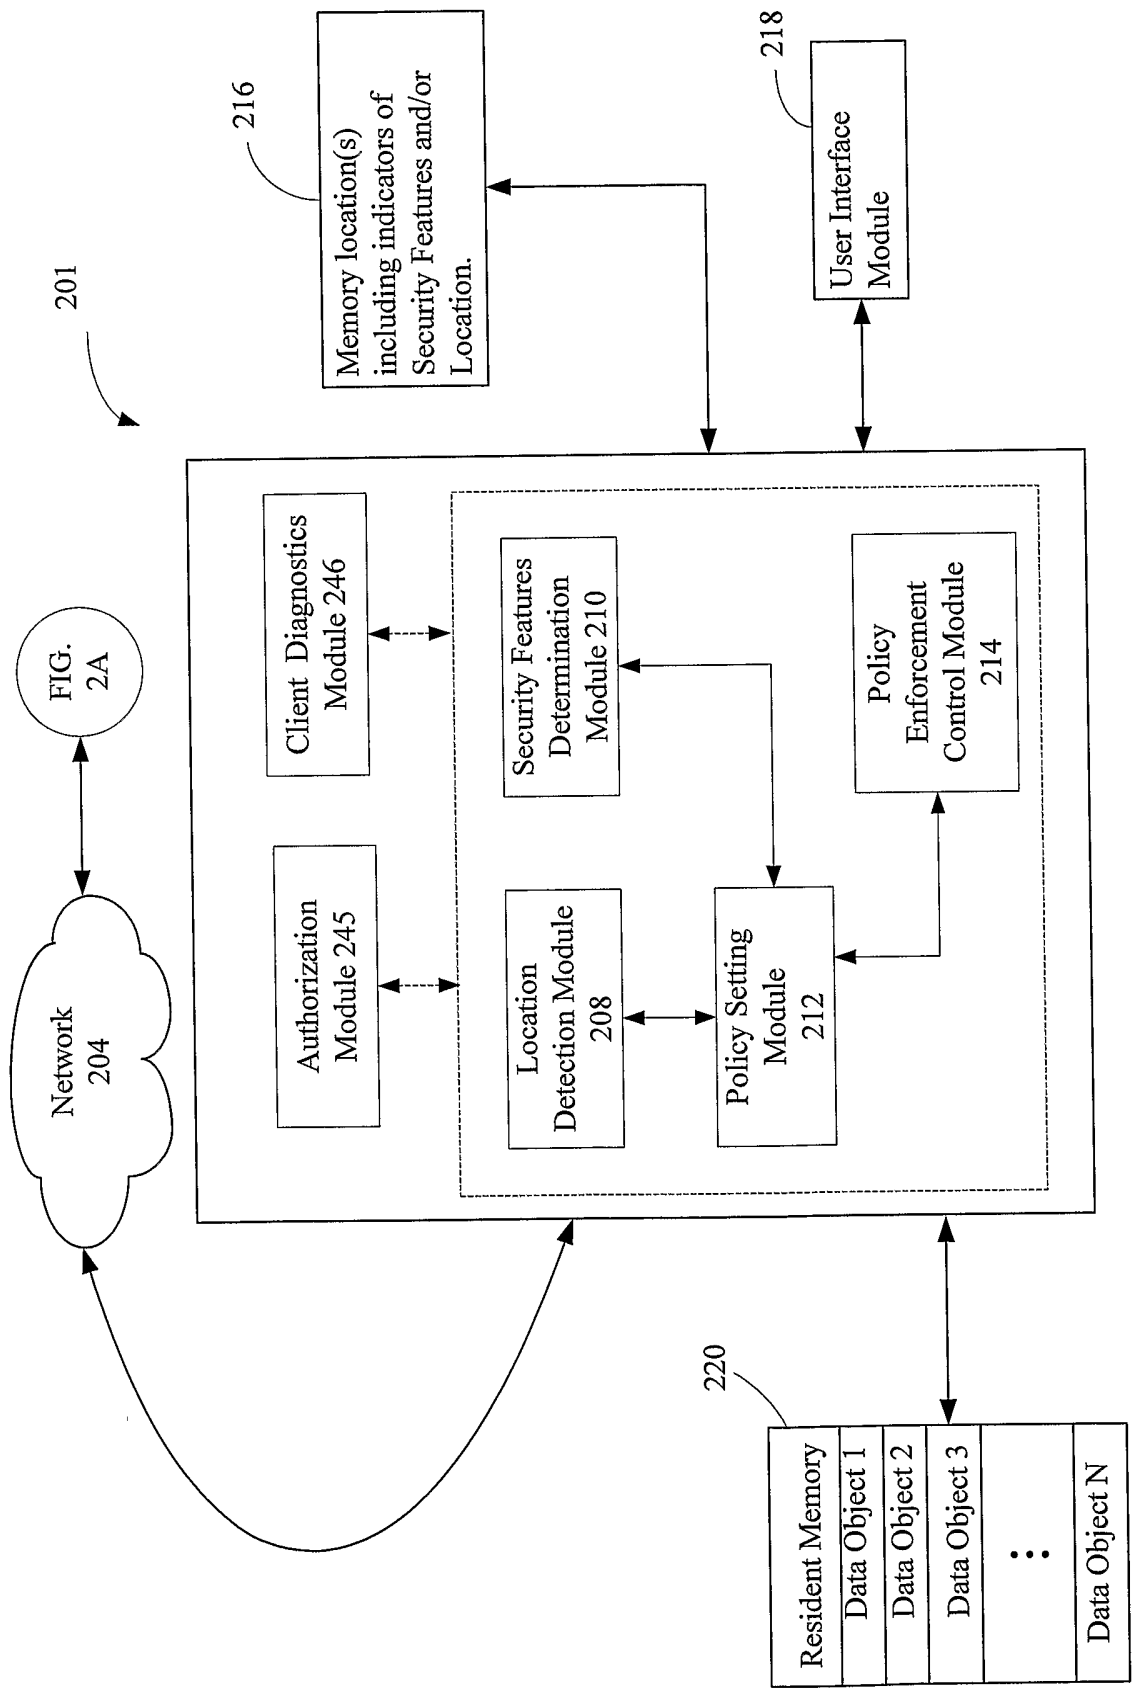 FIG.
2A
Network
204
201
216
Memory location(s)
including indicators of
Security Features and/or
Location.
218
User Interface
Module
Authorization
Module 245
Client Diagnostics
Module 246
Location
Detection Module
208
Security Features
Determination
Module 210
Policy Setting
Module
212
Policy
Enforcement
Control Module
214
220
Resident Memory
Data Object 1
Data Object 2
Data Object 3
...
Data Object N